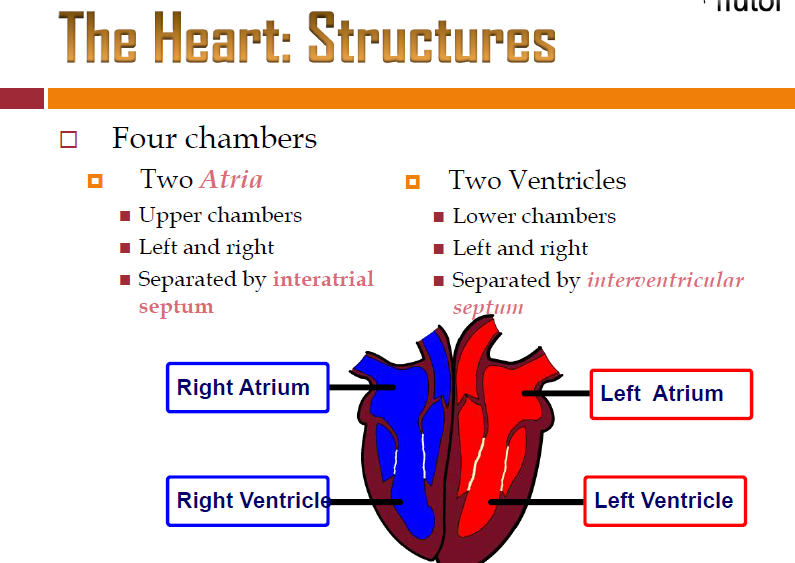 The Heart: Structures
Four chambers
Two Atria
Upper chambers
Left and right
Separated by interatrial
septum
Two Ventricles
Lower chambers
Left and right
Separated by interventricular
septum
Right Atrium
Left Atrium
Right Ventricle
Left Ventricle